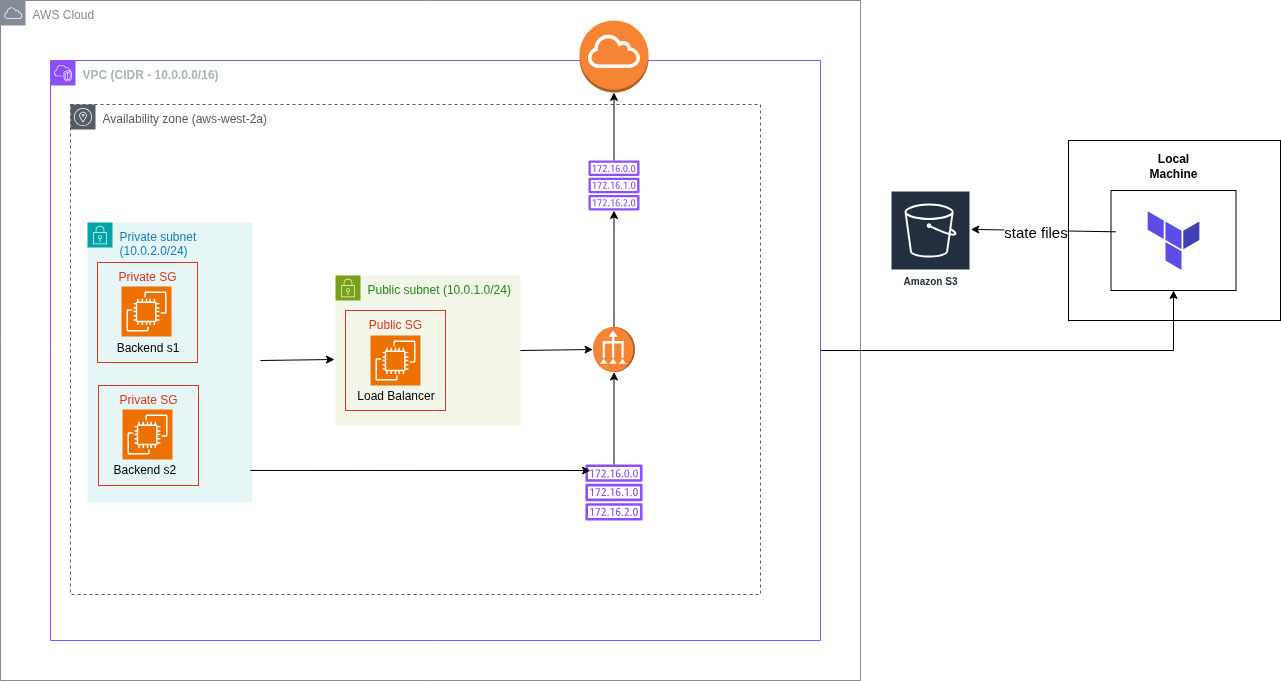 AWS Cloud
VPC (CIDR - 10.0.0.0/16)
Availability zone (aws-west-2a)
172.16.0.0
172.16.1.0
172.16.2.0
Private subnet
(10.0.2.0/24)
Private SG
Backend s1
Private SG
Backend s2
Public subnet (10.0.1.0/24)
Public SG
Load Balancer
172.16.0.0
172.16.1.0
172.16.2.0
Amazon S3
state files
Local
Machine